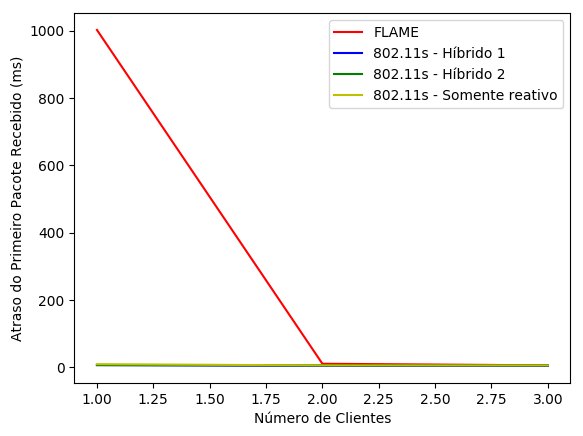 FLAME
802.11s - Híbrido 1
802.11s - Híbrido 2
802.11s - Somente reativo
Atraso do Primeiro Pacote Recebido (ms)
1000
800
600
400
200
0
1.00 1.25 1.50 1.75 2.00 2.25 2.50 2.75 3.00
Número de Clientes